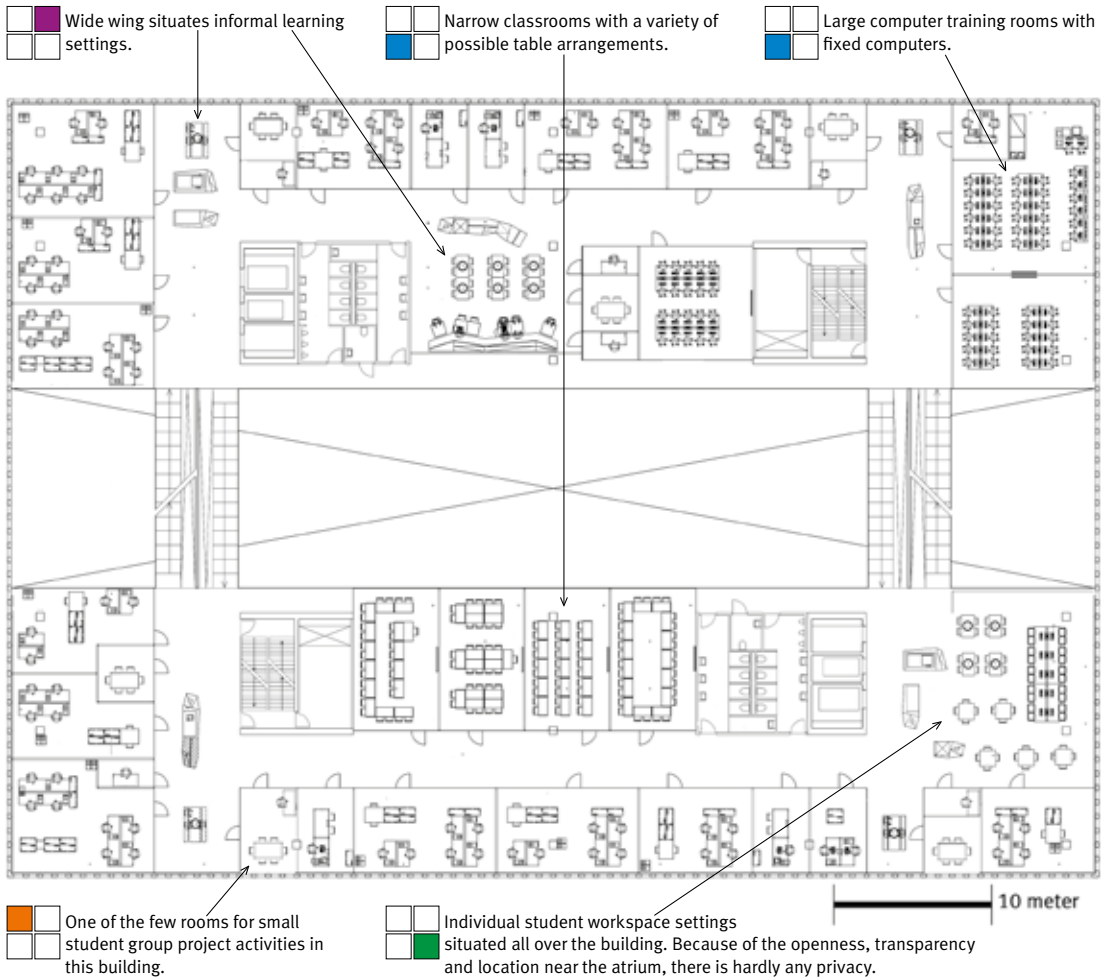 Wide wing situates informal learning
settings.
Narrow classrooms with a variety of
possible table arrangements.
Large computer training rooms with
fixed computers.
10 meter
One of the few rooms for small
student group project activities in
this building.
Individual student workspace settings
situated all over the building. Because of the openness, transparency
and location near the atrium, there is hardly any privacy.